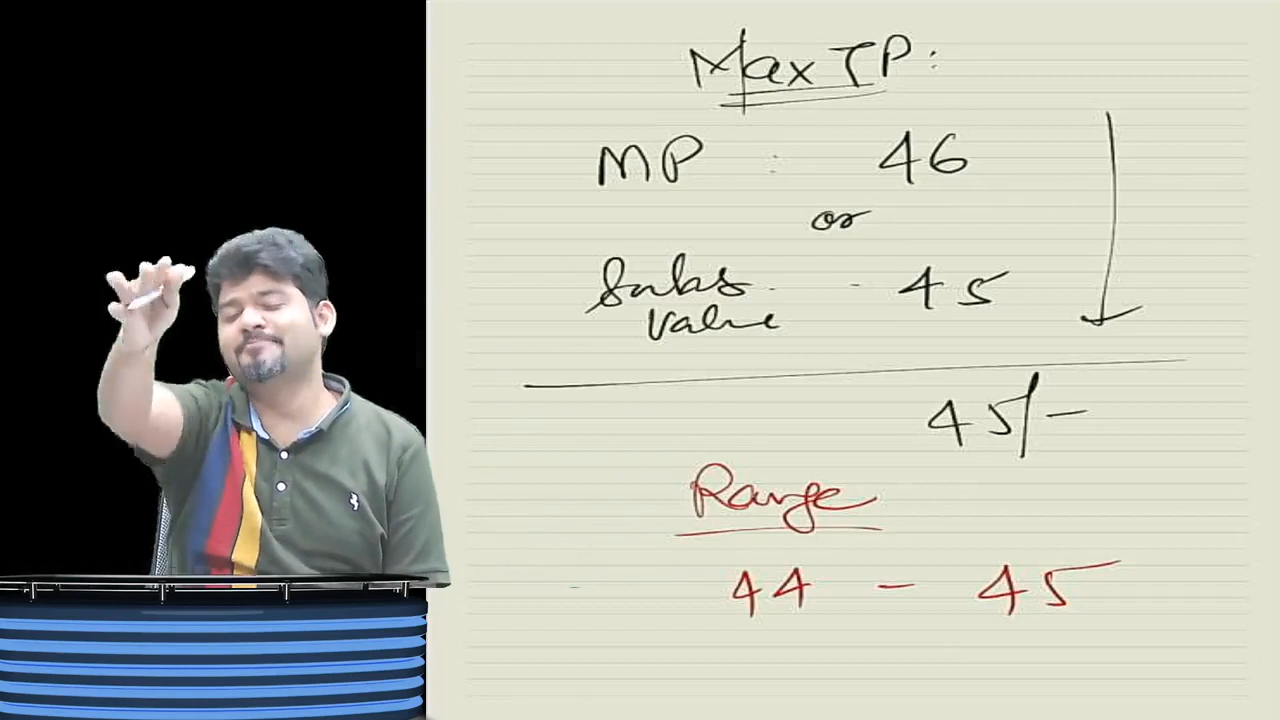 Max TP:
MP : 46
or
Subs. - 45
Value
45/-
Range
44 - 45